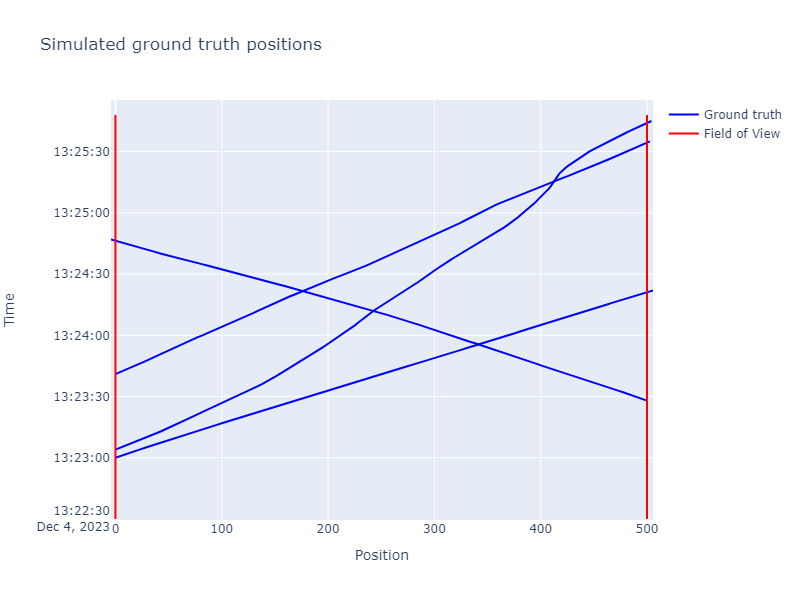 Simulated ground truth positions
Ground truth
Field of View
13:25:30
13:25:00
13:24:30
13:24:00
13:23:30
13:23:00
13:22:30
Dec 4, 2023
0 100 200 300 400 500
Position
Time